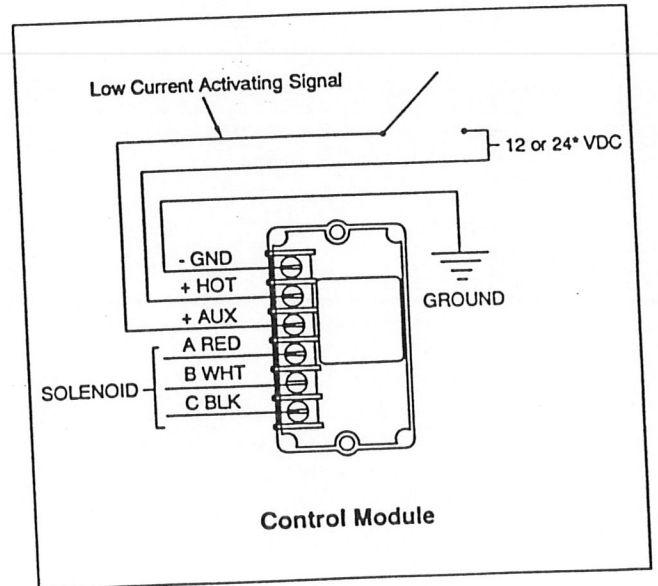 Low Current Activating Signal
12 or 24* VDC
- GND
+ HOT
+ AUX
A RED
B WHT
C BLK
SOLENOID
GROUND
Control Module